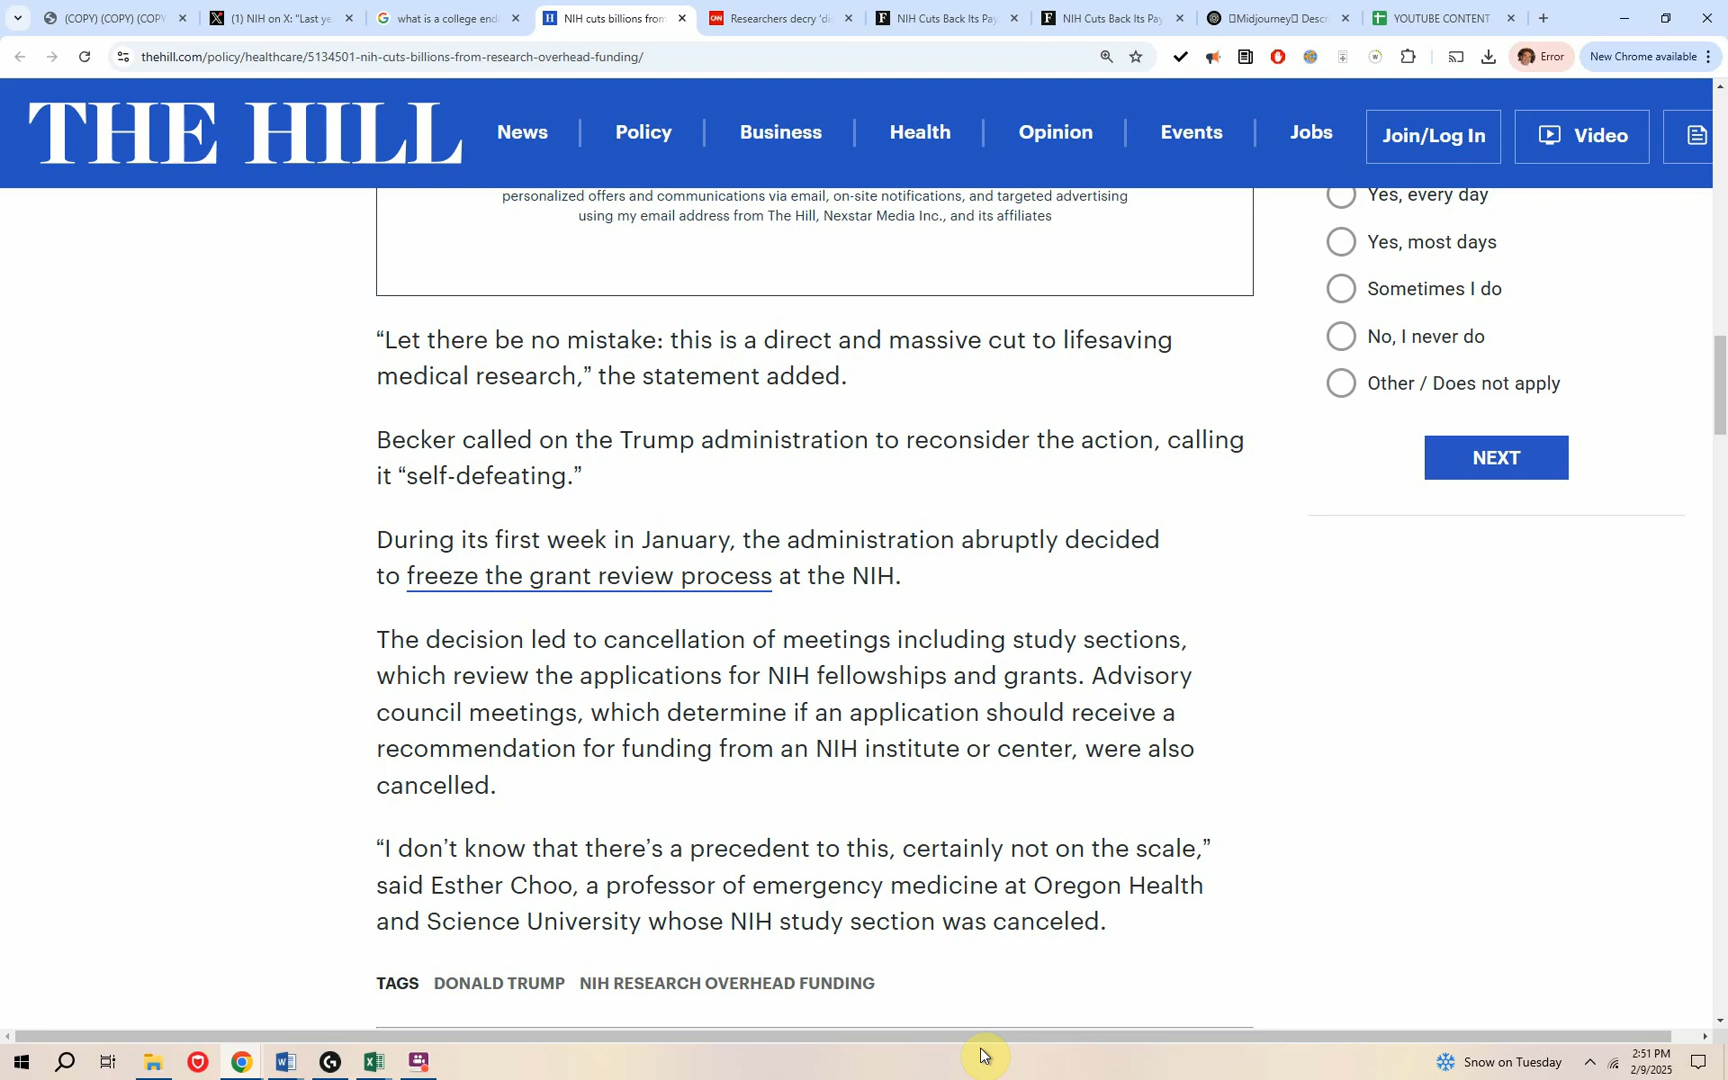 (COPY) (COPY) (COPY
(1) NIH on X: "Last ye
what is a college end
NIH cuts billions from
Researchers decry 'di
NIH Cuts Back Its Pay
NIH Cuts Back Its Pay
YOUTUBE CONTENT
thehill.com/policy/healthcare/5134501-nih-cuts-billions-from-research-overhead-funding/
Error
New Chrome available
THE HILL
News
Policy
Business
Health
Opinion
Events
Jobs
Join/Log In
Video
personalized offers and communications via email, on-site notifications, and targeted advertising
using my email address from The Hill, Nexstar Media Inc., and its affiliates
Yes, every day
Yes, most days
Sometimes I do
No, I never do
Other / Does not apply
NEXT
“Let there be no mistake: this is a direct and massive cut to lifesaving
medical research,” the statement added.
Becker called on the Trump administration to reconsider the action, calling
it “self-defeating.”
During its first week in January, the administration abruptly decided
to freeze the grant review process at the NIH.
The decision led to cancellation of meetings including study sections,
which review the applications for NIH fellowships and grants. Advisory
council meetings, which determine if an application should receive a
recommendation for funding from an NIH institute or center, were also
cancelled.
“I don’t know that there’s a precedent to this, certainly not on the scale,”
said Esther Choo, a professor of emergency medicine at Oregon Health
and Science University whose NIH study section was canceled.
TAGS DONALD TRUMP NIH RESEARCH OVERHEAD FUNDING
Snow on Tuesday
2:51 PM
2/9/2025